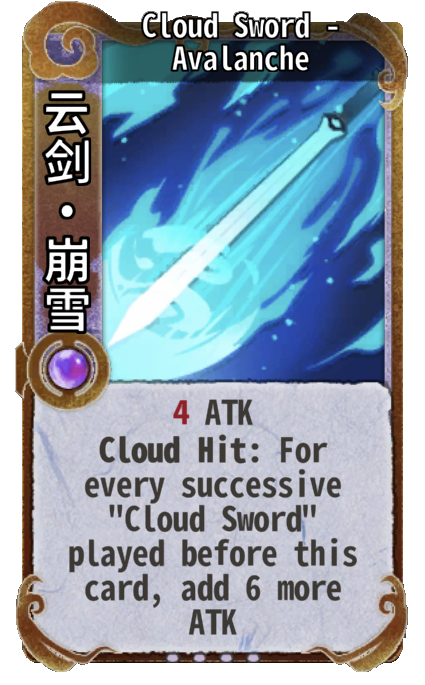 Cloud Sword -
Avalanche
云剑·崩雪
4 ATK
Cloud Hit: For
every successive
"Cloud Sword"
played before this
card, add 6 more
ATK